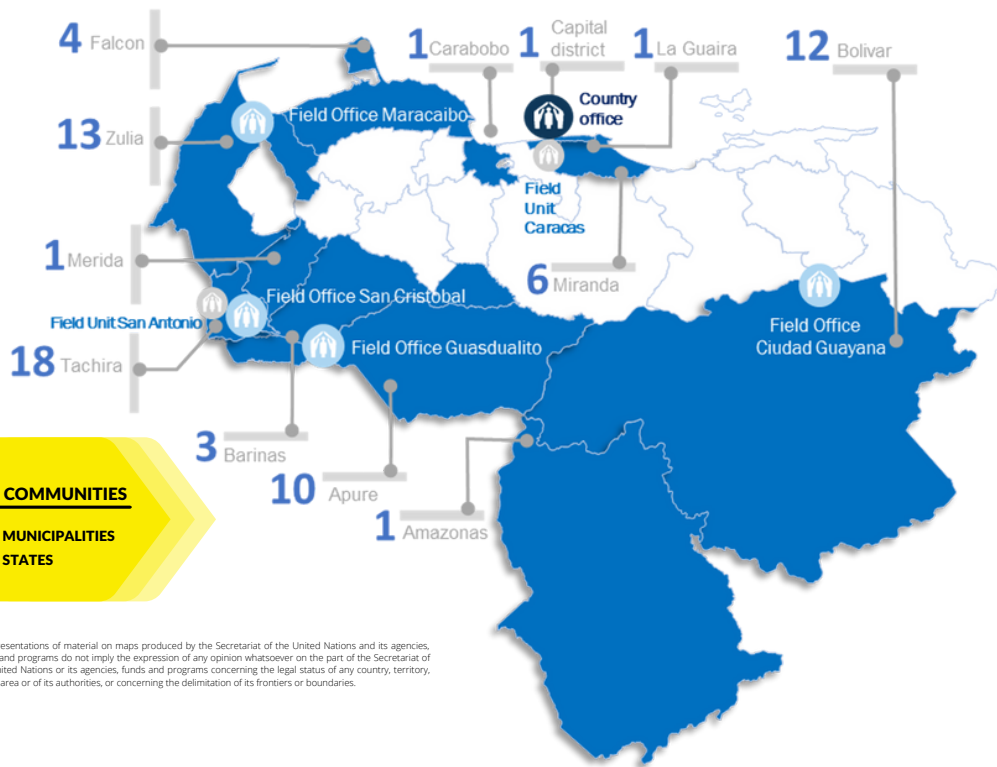 4 Falcon
1 Carabobo
1 Capital
district
1 La Guaira
12 Bolivar
Country
office
Field Office Maracaibo
13 Zulia
Field
Unit
Caracas
1 Merida
6 Miranda
Field Office San Cristobal
Field Unit San Antonio
Field Office Guasdualito
Field Office
Ciudad Guayana
18 Tachira
3 Barinas
10 Apure
1 Amazonas
COMMUNITIES
MUNICIPALITIES
STATES
esentations of material on maps produced by the Secretariat of the United Nations and its agencies,
and programs do not imply the expression of any opinion whatsoever on the part of the Secretariat of
ited Nations or its agencies, funds and programs concerning the legal status of any country, territory,
area or of its authorities, or concerning the delimitation of its frontiers or boundaries.